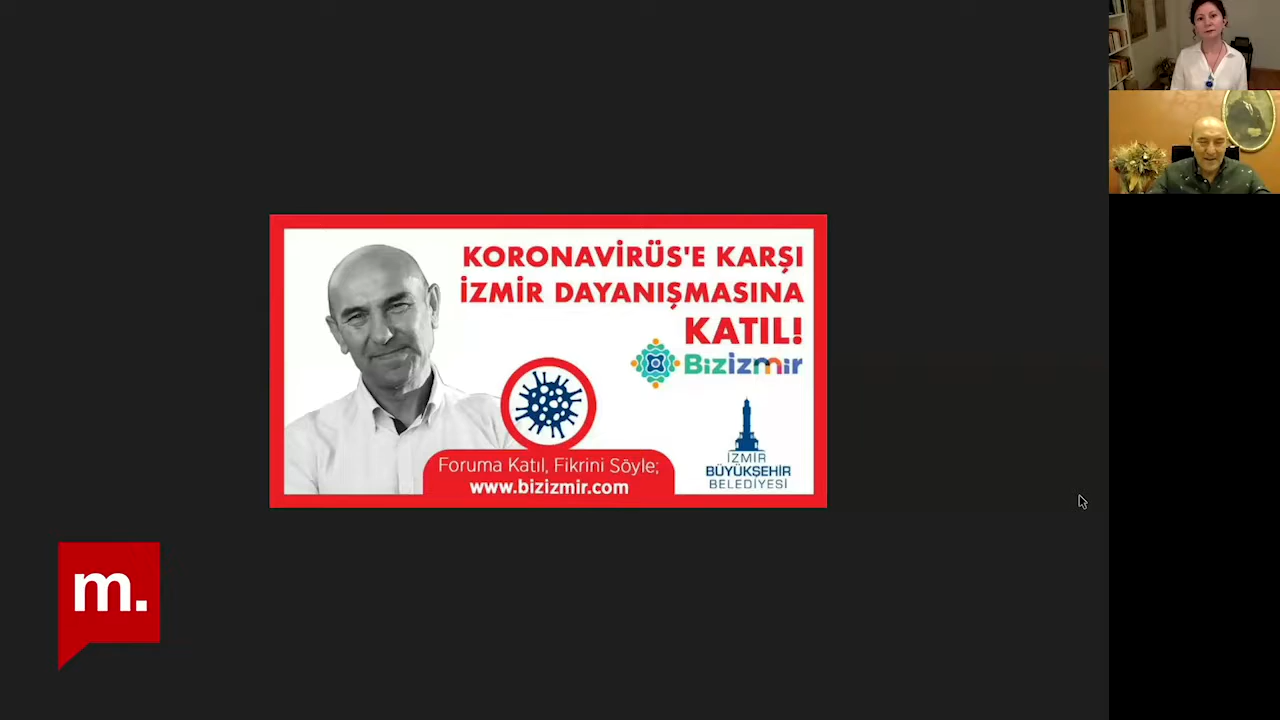 KORONAVİRÜS'E KARŞI
İZMİR DAYANIŞMASINA
KATIL!
Bizizmir
Foruma Katıl, Fikrini Söyle;
www.bizizmir.com
İZMİR
BÜYÜKŞEHİR
BELEDİYESİ
m.